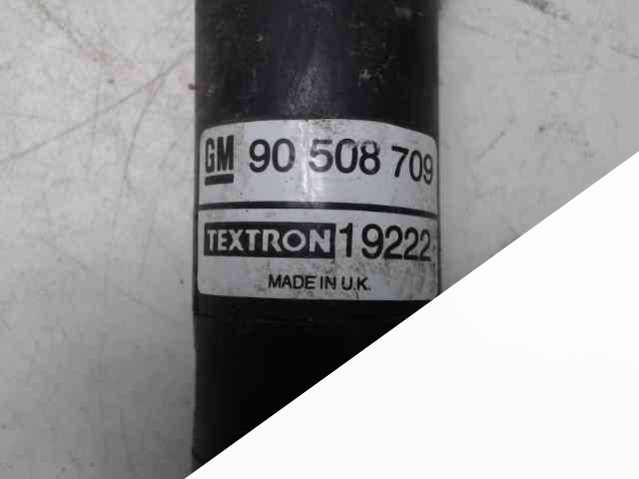 GM 90 508 709
TEXTRON 19222
MADE IN U.K.